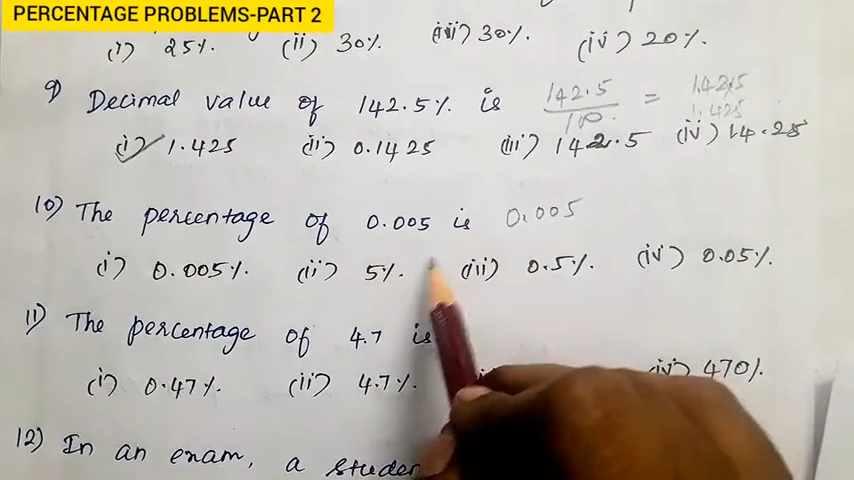 PERCENTAGE PROBLEMS-PART 2
(i) 25%. (ii) 30%. (iii) 30%. (iv) 20%.
9) Decimal value of 142.5% is 142.5/100 = 142.5
1.425
(i) 1.425 (ii) 0.1425 (iii) 142.5 (iv) 14.25
10) The percentage of 0.005 is 0.005
(i) 0.005%. (ii) 5%. (iii) 0.5%. (iv) 0.05%.
11) The percentage of 4.7 is
(i) 0.47%. (ii) 4.7%. (iv) 470%.
12) In an exam, a studen